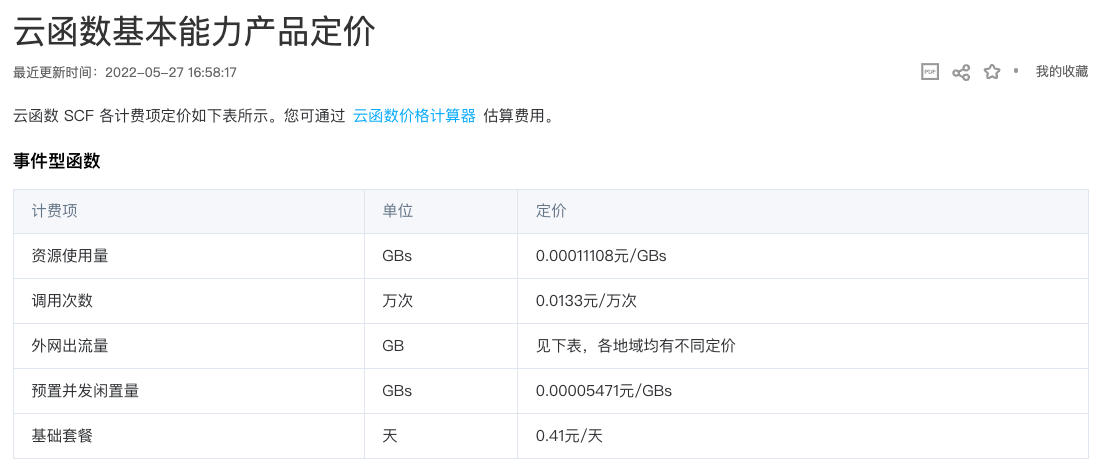 云函数基本能力产品定价
最近更新时间：2022-05-27 16:58:17
PDF
我的收藏
云函数 SCF 各计费项定价如下表所示。您可通过 云函数价格计算器 估算费用。
事件型函数
计费项 单位 定价
资源使用量 GBs 0.00011108元/GBs
调用次数 万次 0.0133元/万次
外网出流量 GB 见下表，各地域均有不同定价
预置并发闲置量 GBs 0.00005471元/GBs
基础套餐 天 0.41元/天